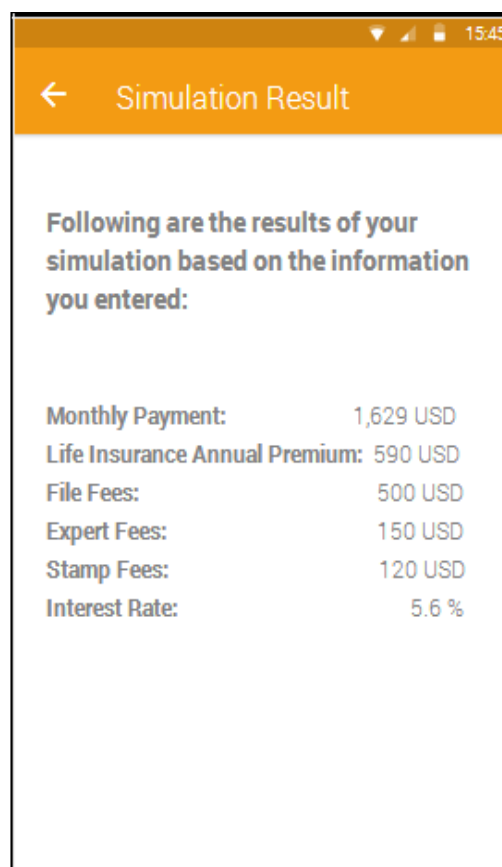 15:45
Simulation Result
Following are the results of your
simulation based on the information
you entered:
Monthly Payment: 1,629 USD
Life Insurance Annual Premium: 590 USD
File Fees: 500 USD
Expert Fees: 150 USD
Stamp Fees: 120 USD
Interest Rate: 5.6 %